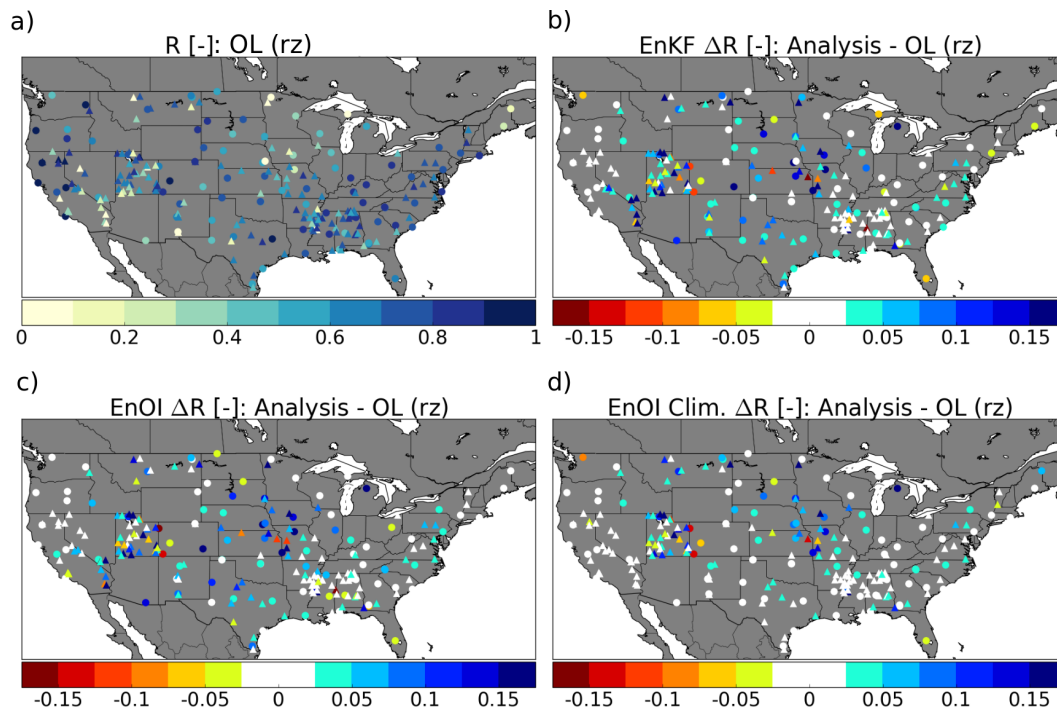 a)
R [-]: OL (rz)
0 0.2 0.4 0.6 0.8 1
b)
EnKF ΔR [-]: Analysis - OL (rz)
-0.15 -0.1 -0.05 0 0.05 0.1 0.15
c)
EnOI ΔR [-]: Analysis - OL (rz)
-0.15 -0.1 -0.05 0 0.05 0.1 0.15
d)
EnOI Clim. ΔR [-]: Analysis - OL (rz)
-0.15 -0.1 -0.05 0 0.05 0.1 0.15